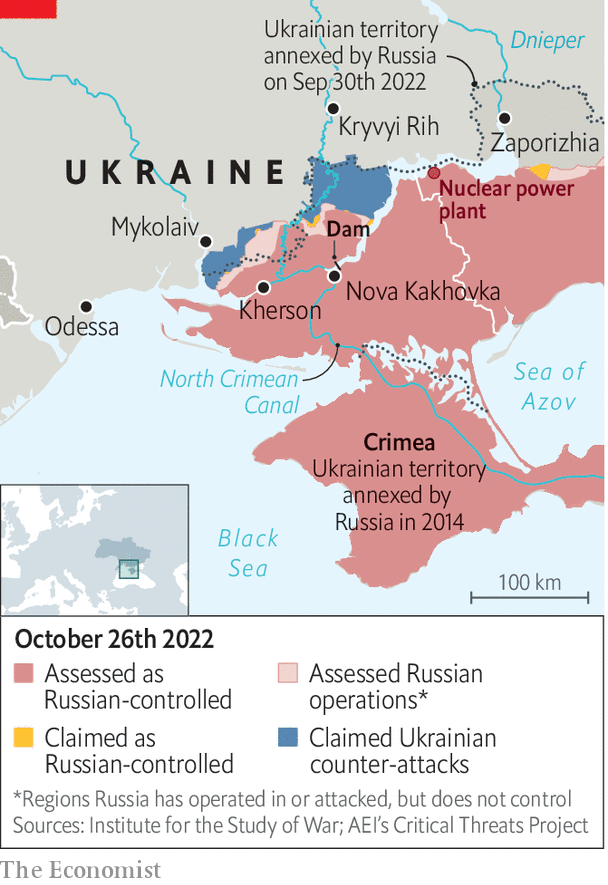 Ukrainian territory
annexed by Russia
on Sep 30th 2022
Dnieper
Kryvyi Rih
Zaporizhia
UKRAINE
Nuclear power
plant
Mykolaiv
Dam
Kherson
Nova Kakhovka
Odessa
North Crimean
Canal
Sea of
Azov
Crimea
Ukrainian territory
annexed by
Russia in 2014
Black
Sea
100 km
October 26th 2022
Assessed as
Russian-controlled
Assessed Russian
operations*
Claimed as
Russian-controlled
Claimed Ukrainian
counter-attacks
*Regions Russia has operated in or attacked, but does not control
Sources: Institute for the Study of War; AEI's Critical Threats Project
The Economist